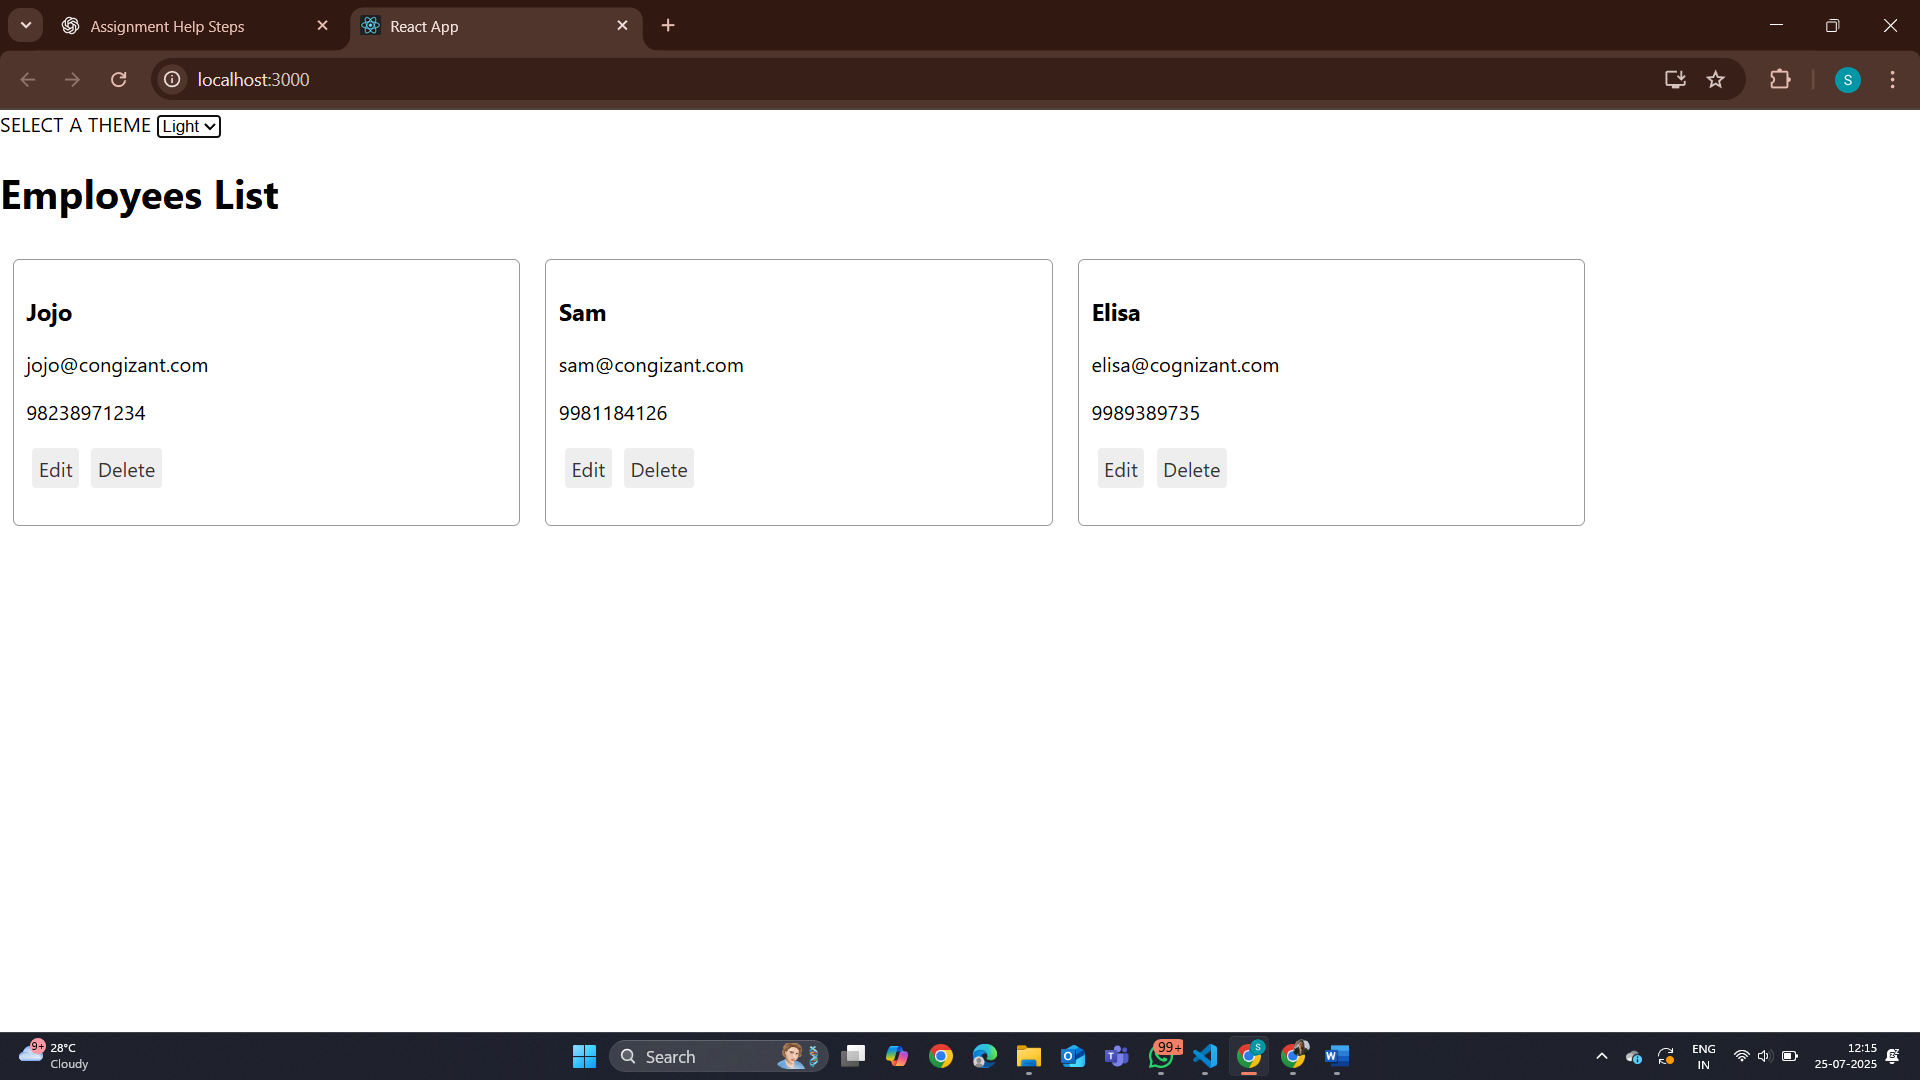 Assignment Help Steps
React App
localhost:3000
S
SELECT A THEME Light
Employees List
Jojo
jojo@congizant.com
98238971234
Edit Delete
Sam
sam@congizant.com
9981184126
Edit Delete
Elisa
elisa@cognizant.com
9989389735
Edit Delete
9+
28°C
Cloudy
Search
99+
S
ENG
IN
12:15
25-07-2025